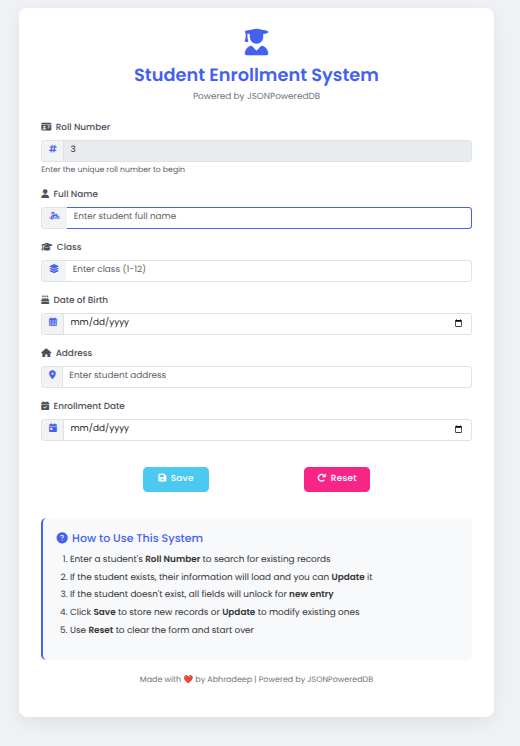 Student Enrollment System
Powered by JSONPoweredDB
Roll Number
# 3
Enter the unique roll number to begin
Full Name
Enter student full name
Class
Enter class (1-12)
Date of Birth
mm/dd/yyyy
Address
Enter student address
Enrollment Date
mm/dd/yyyy
Save Reset
? How to Use This System
1. Enter a student's Roll Number to search for existing records
2. If the student exists, their information will load and you can Update it
3. If the student doesn't exist, all fields will unlock for new entry
4. Click Save to store new records or Update to modify existing ones
5. Use Reset to clear the form and start over
Made with ❤️ by Abhradeep | Powered by JSONPoweredDB